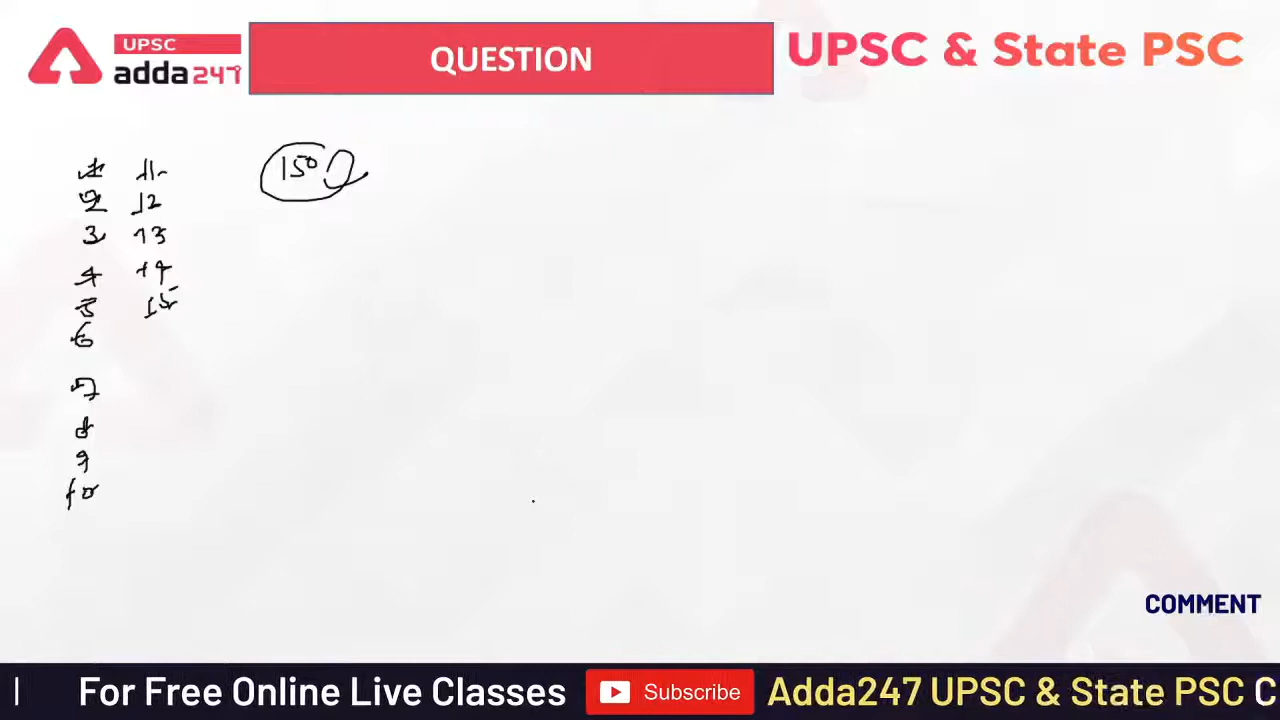 UPSC
adda247
QUESTION
UPSC & State PSC
1 11
2 12
3 13
4 14
5 15
6
7
8
9
10
150
COMMENT
For Free Online Live Classes
Subscribe
Adda247 UPSC & State PSC C